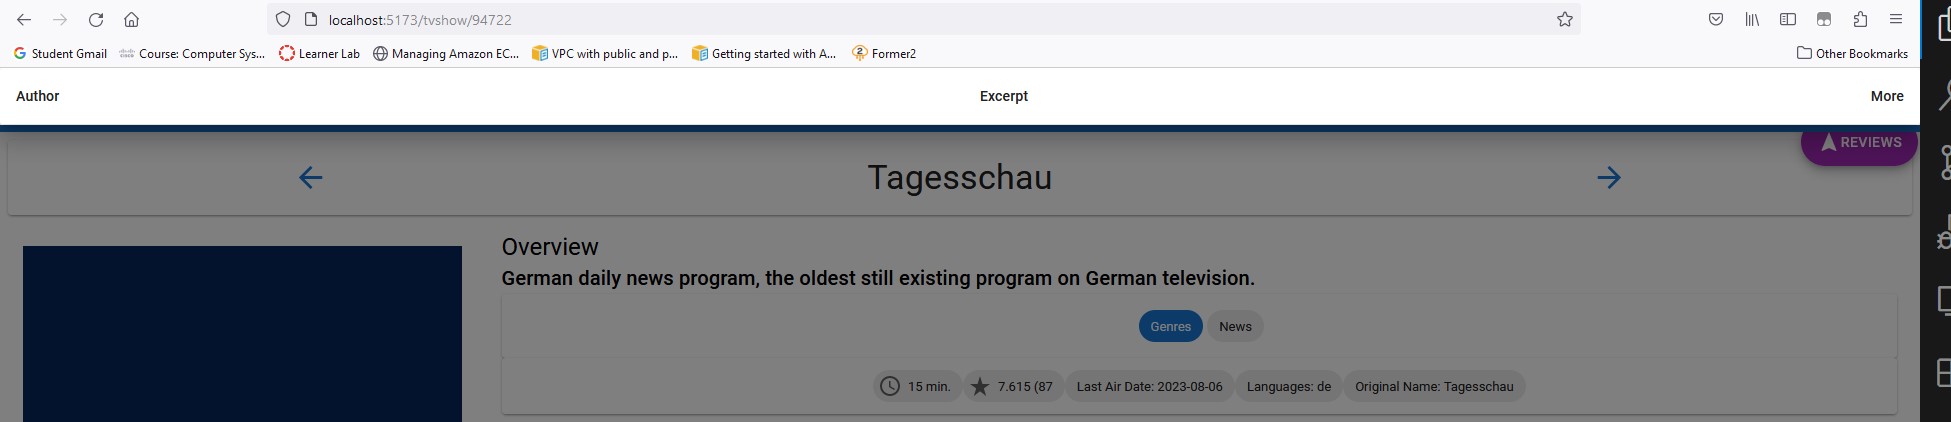 localhost:5173/tvshow/94722
Student Gmail Course: Computer Sys... Learner Lab Managing Amazon EC... VPC with public and p... Getting started with A... Former2 Other Bookmarks
Author Excerpt More
REVIEWS
Tagesschau
Overview
German daily news program, the oldest still existing program on German television.
Genres News
15 min. 7.615 (87 Last Air Date: 2023-08-06 Languages: de Original Name: Tagesschau